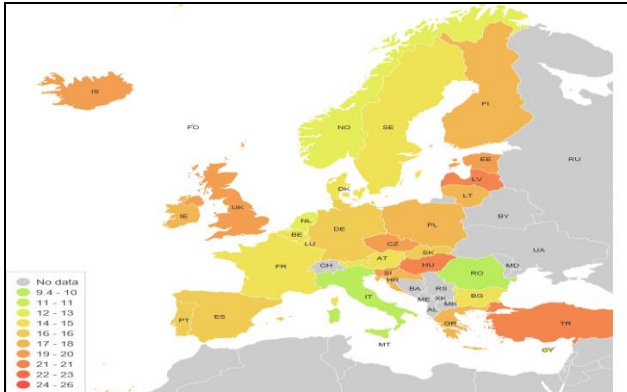 IS
FO
NO
SE
FI
RU
EE
LV
LT
DK
IE
UK
BY
NL
BE
DE
PL
LU
CZ
UA
SK
FR
CH
AT
HU
MD
SI
HR
RO
BA
RS
IT
ME
XK
BG
MK
AL
PT
ES
GR
TR
MT
CY
No data
9.4 - 10
11 - 11
12 - 13
14 - 15
16 - 16
17 - 18
19 - 20
21 - 21
22 - 23
24 - 26